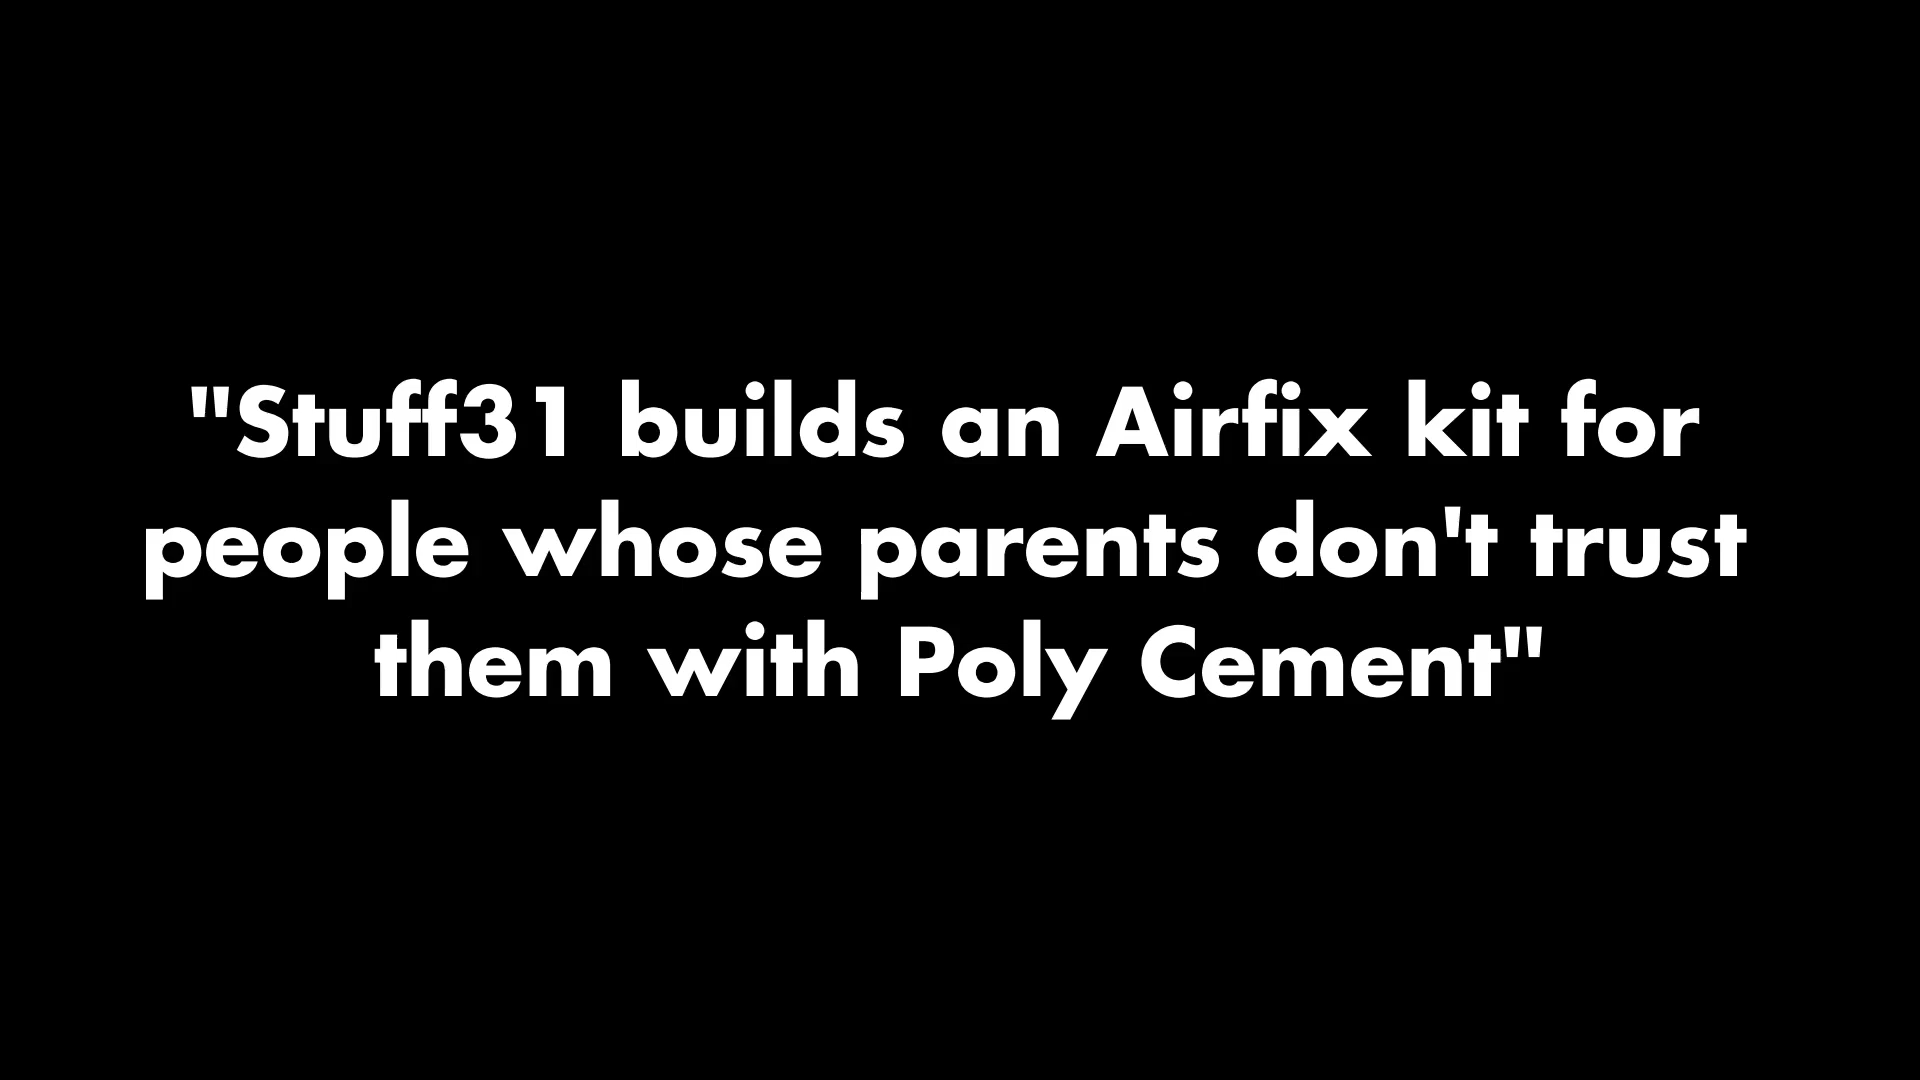 "Stuff31 builds an Airfix kit for
people whose parents don't trust
them with Poly Cement"